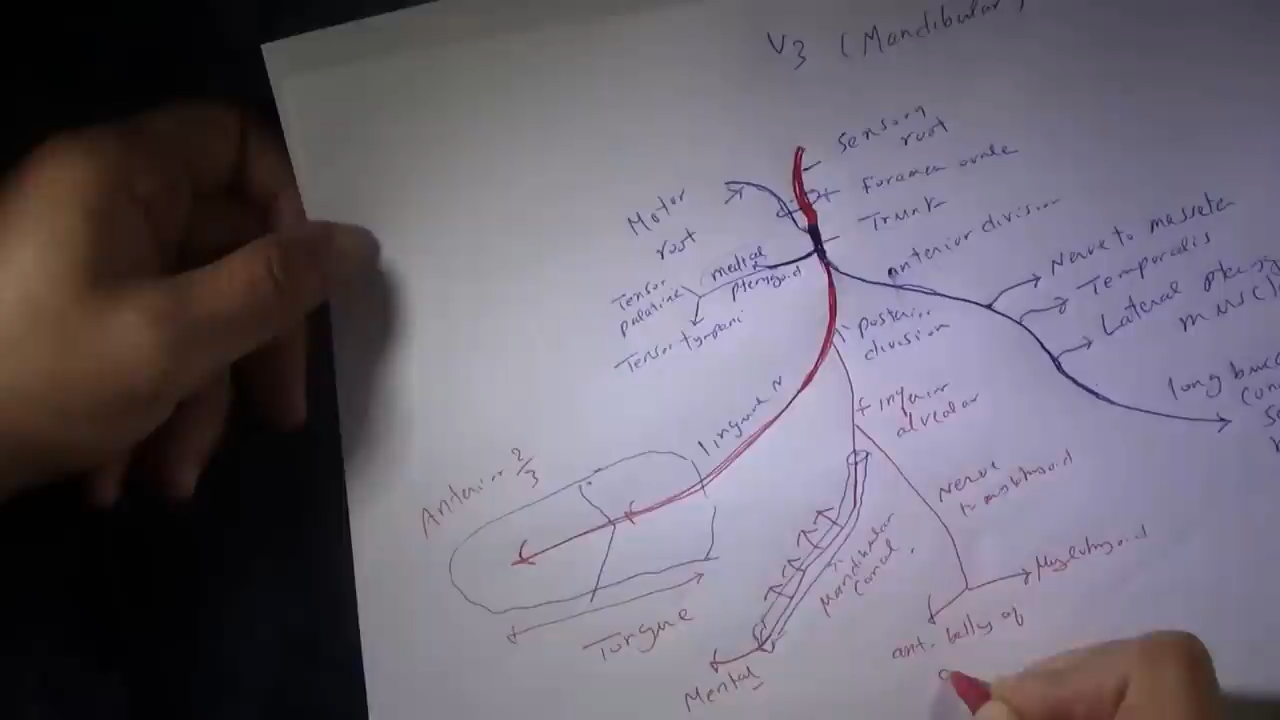 V3 (Mandibular)
Sensory
root
Foramen ovale
Trunk
Motor
root
anterior division
Nerve to masseter
Temporalis
Lateral
medial
pterygoid
Tensor
palatini
Tensor tympani
posterior
division
lingual N
inferior
alveolar
Anterior 2/3
Nerve
to mylohyoid
long
Mandibular
canal.
Mylohyoid
Tongue
ant. belly of
Mental